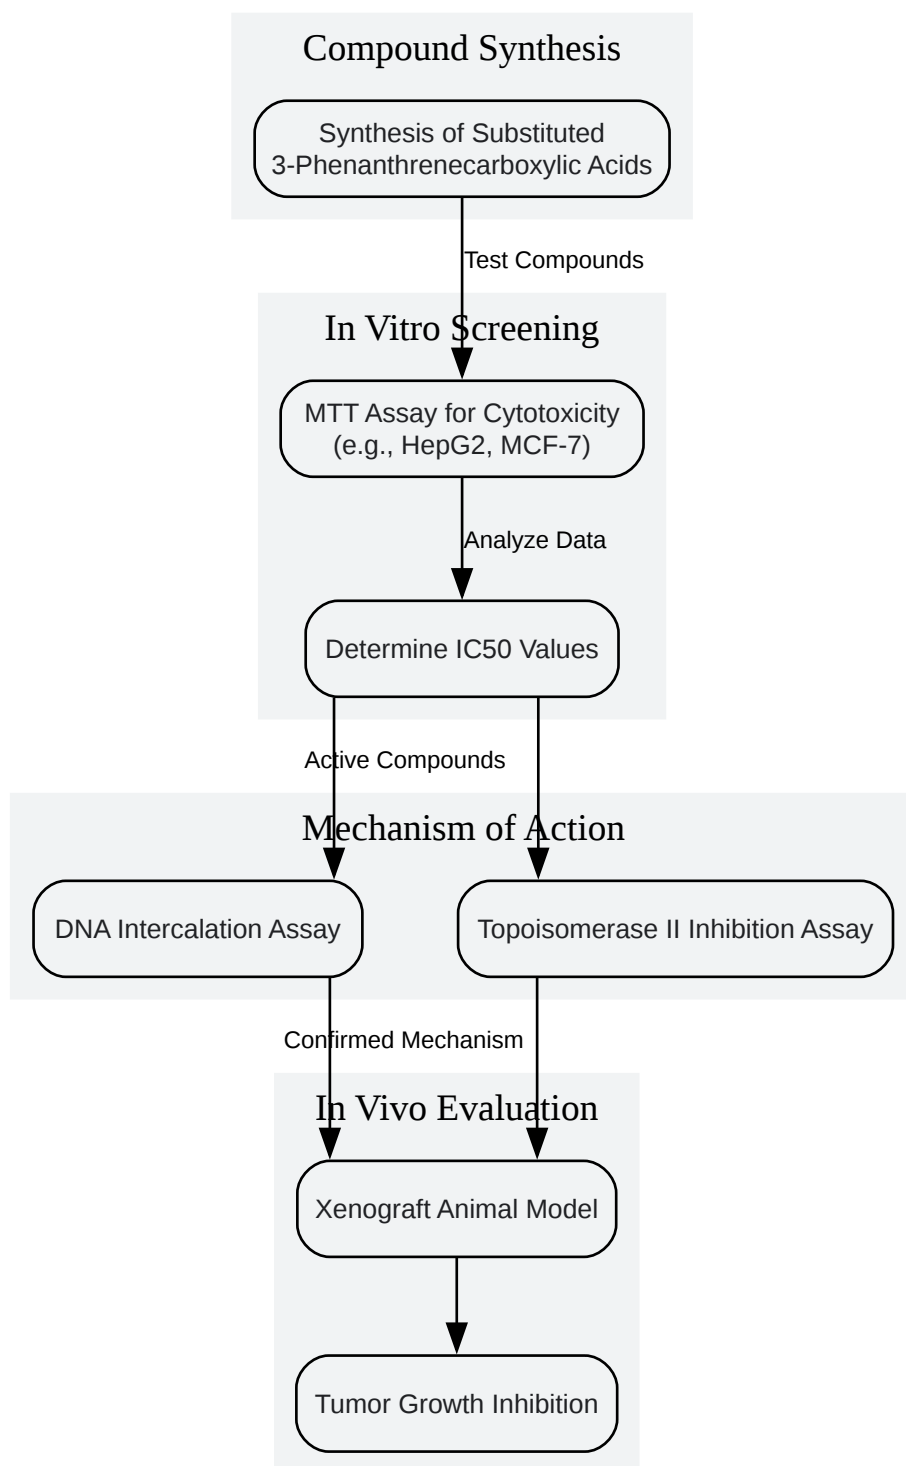 Compound Synthesis
Synthesis of Substituted
3-Phenanthrenecarboxylic Acids
Test Compounds
In Vitro Screening
MTT Assay for Cytotoxicity
(e.g., HepG2, MCF-7)
Analyze Data
Determine IC50 Values
Active Compounds
Mechanism of Action
DNA Intercalation Assay
Topoisomerase II Inhibition Assay
Confirmed Mechanism
In Vivo Evaluation
Xenograft Animal Model
Tumor Growth Inhibition